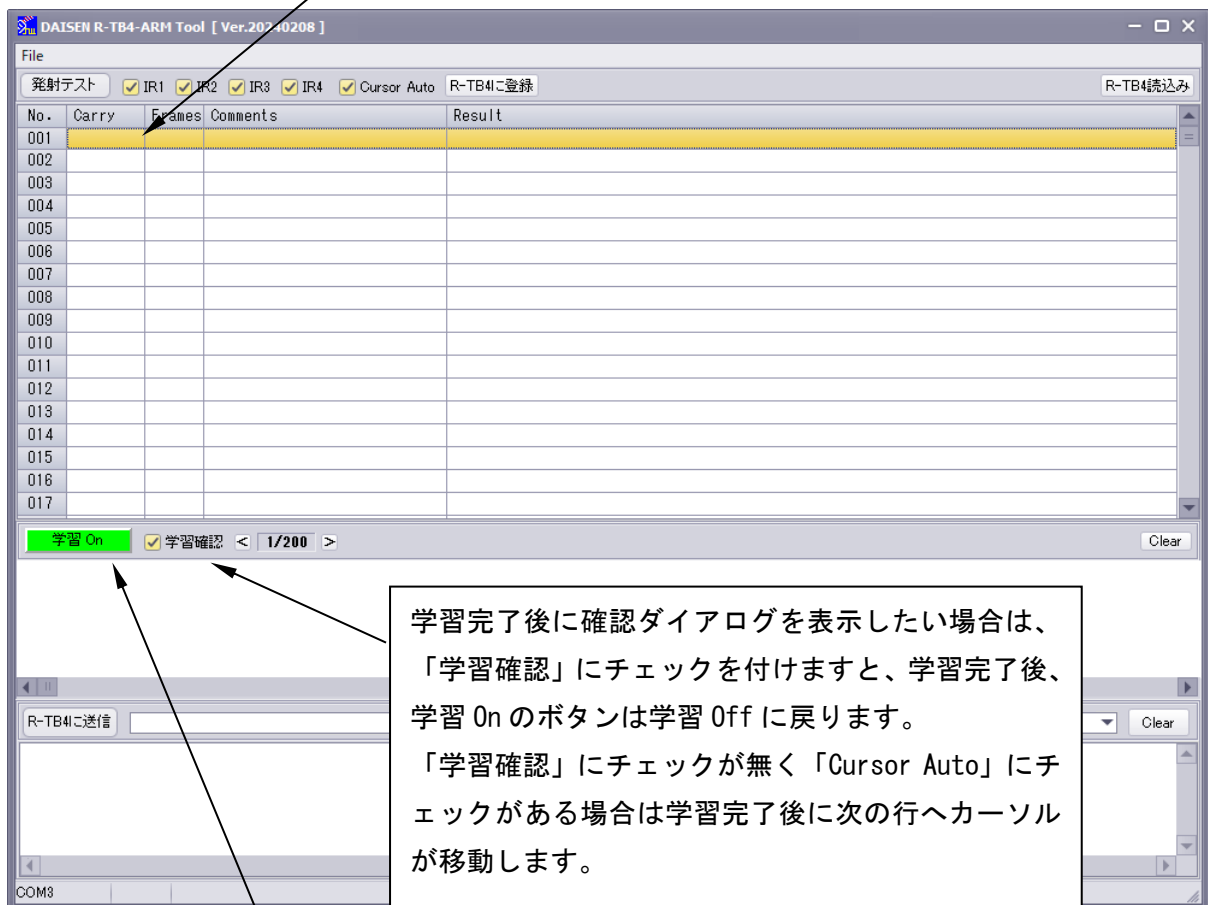 DAISEN R-TB4-ARM Tool [ Ver.20240208 ]
File
発射テスト IR1 IR2 IR3 IR4 Cursor Auto R-TB4に登録 R-TB4読込み
No. Carry Frames Comments Result
001
002
003
004
005
006
007
008
009
010
011
012
013
014
015
016
017
学習 On 学習確認 < 1/200 > Clear
学習完了後に確認ダイアログを表示したい場合は、
「学習確認」にチェックを付けますと、学習完了後、
学習 On のボタンは学習 Off に戻ります。
「学習確認」にチェックが無く「Cursor Auto」にチ
ェックがある場合は学習完了後に次の行へカーソル
が移動します。
R-TB4に送信 Clear
COM3